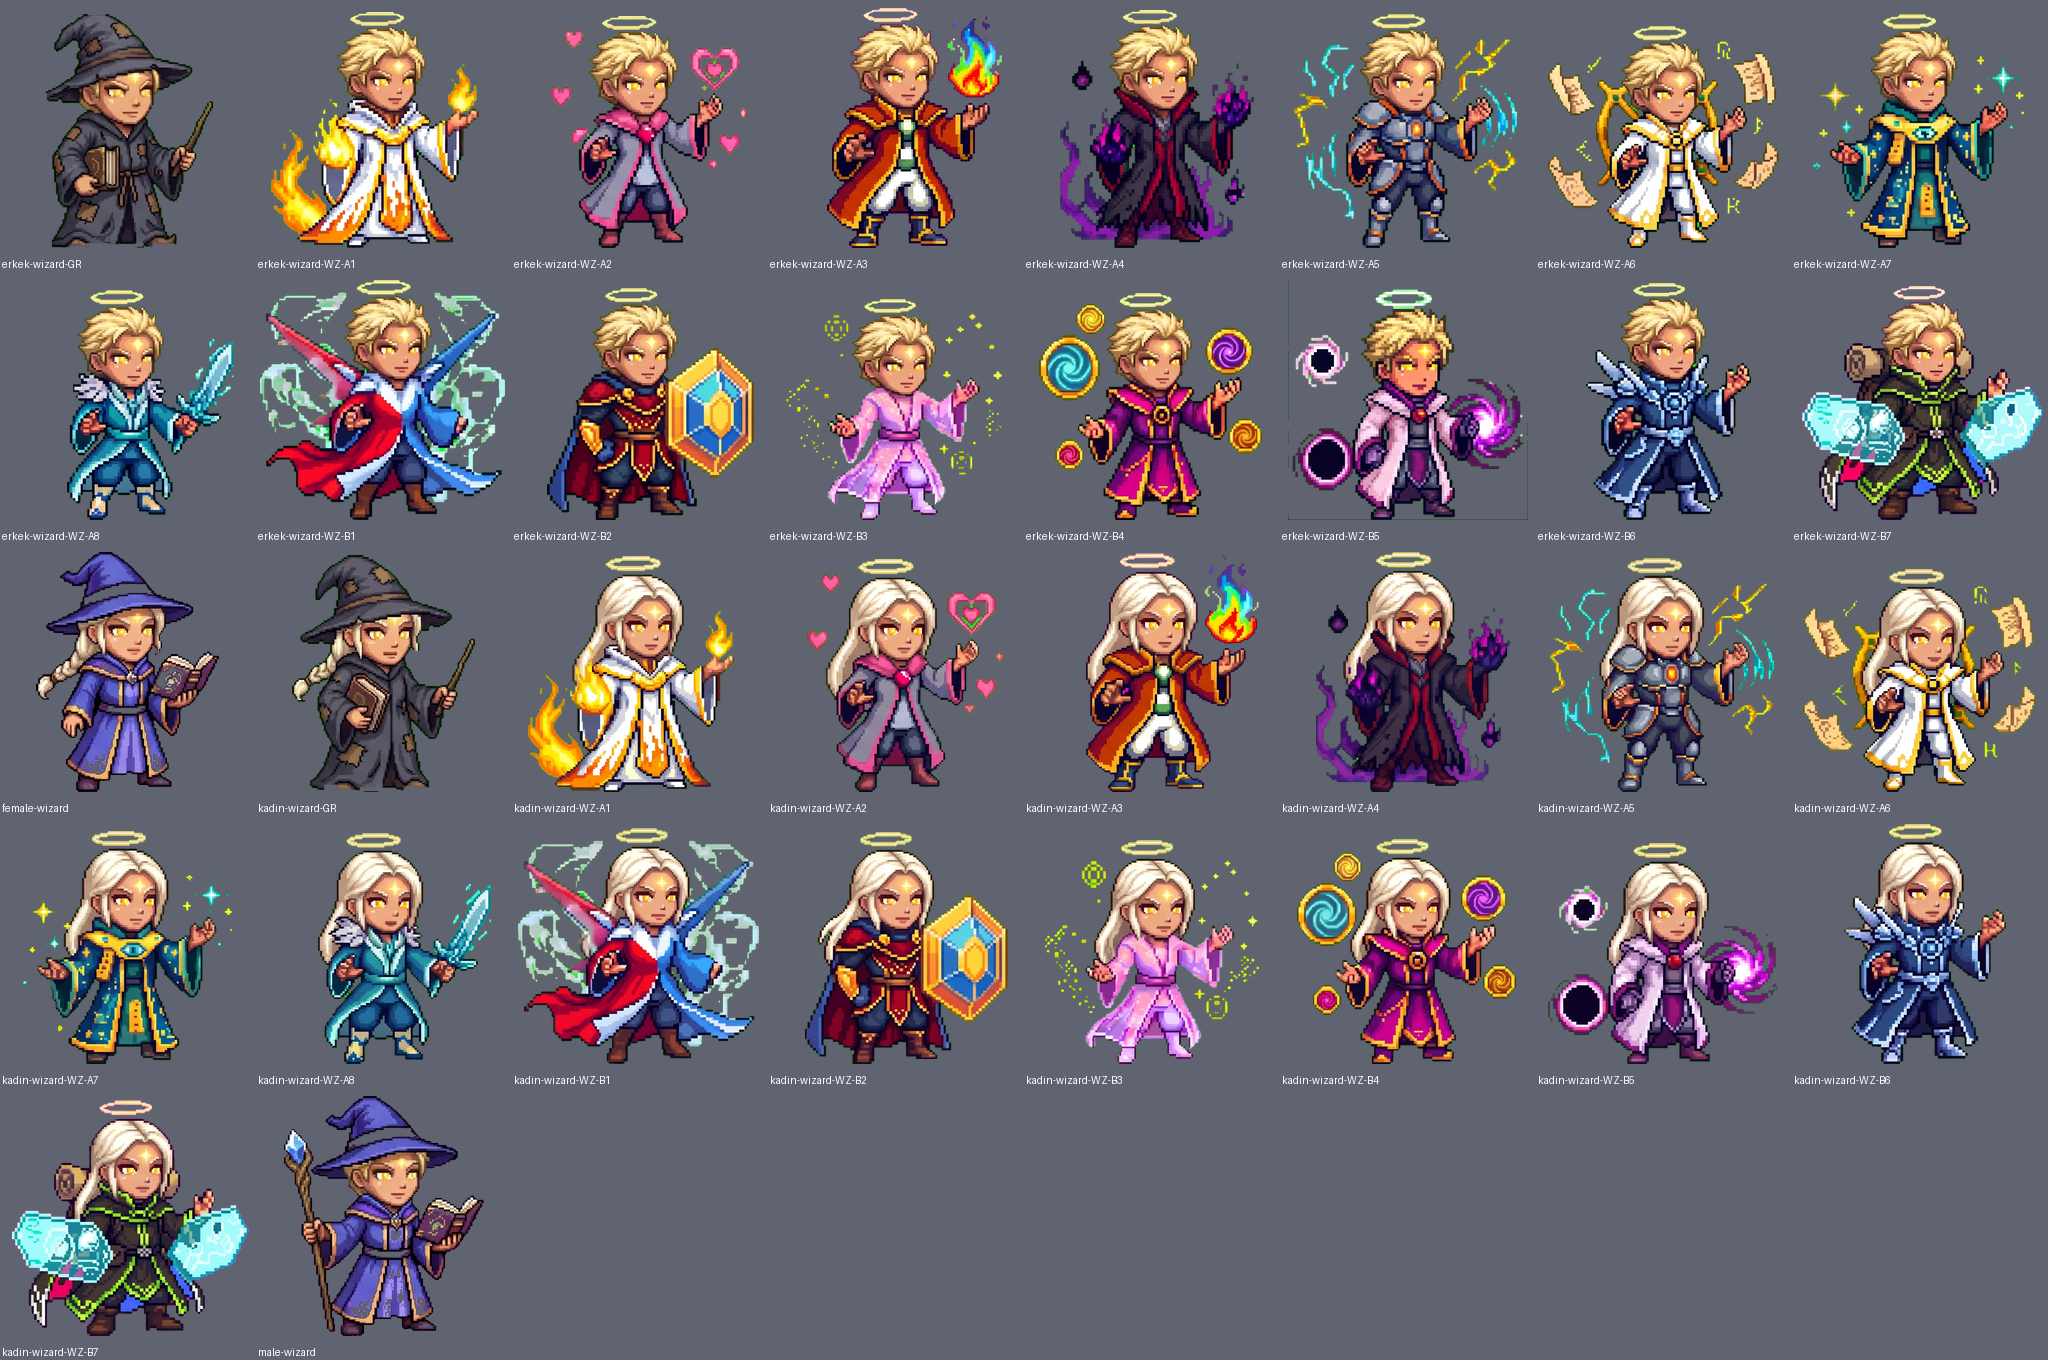 erkek-wizard-GR
erkek-wizard-WZ-A1
erkek-wizard-WZ-A2
erkek-wizard-WZ-A3
erkek-wizard-WZ-A4
erkek-wizard-WZ-A5
erkek-wizard-WZ-A6
erkek-wizard-WZ-A7
erkek-wizard-WZ-A8
erkek-wizard-WZ-B1
erkek-wizard-WZ-B2
erkek-wizard-WZ-B3
erkek-wizard-WZ-B4
erkek-wizard-WZ-B5
erkek-wizard-WZ-B6
erkek-wizard-WZ-B7
female-wizard
kadin-wizard-GR
kadin-wizard-WZ-A1
kadin-wizard-WZ-A2
kadin-wizard-WZ-A3
kadin-wizard-WZ-A4
kadin-wizard-WZ-A5
kadin-wizard-WZ-A6
kadin-wizard-WZ-A7
kadin-wizard-WZ-A8
kadin-wizard-WZ-B1
kadin-wizard-WZ-B2
kadin-wizard-WZ-B3
kadin-wizard-WZ-B4
kadin-wizard-WZ-B5
kadin-wizard-WZ-B6
kadin-wizard-WZ-B7
male-wizard